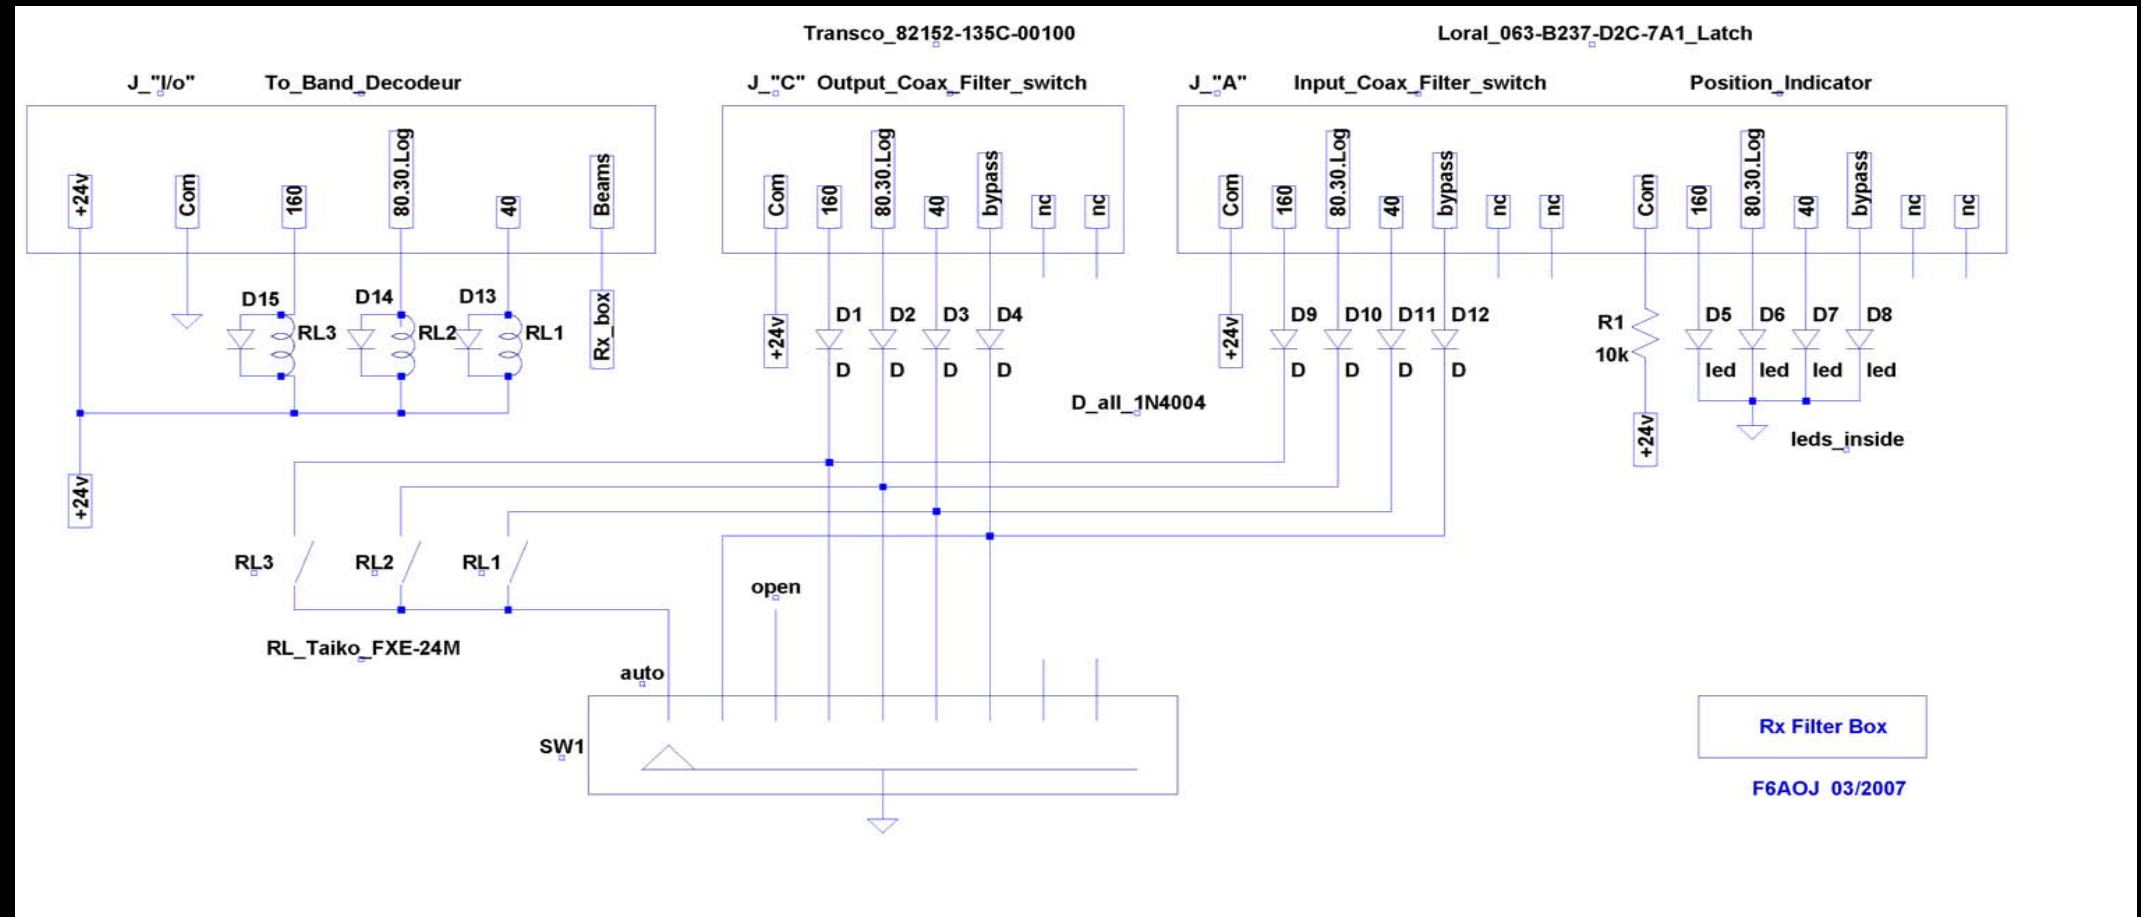 Transco_82152-135C-00100 Loral_063-B237-D2C-7A1_Latch
J_"I/o" To_Band_Decodeur J_"C" Output_Coax_Filter_switch J_"A" Input_Coax_Filter_switch Position_Indicator
+24v Com 160 80.30.Log 40 Beams Com 160 80.30.Log 40 bypass nc nc Com 160 80.30.Log 40 bypass nc nc Com 160 80.30.Log 40 bypass nc nc
D15 D14 D13 D1 D2 D3 D4 D9 D10 D11 D12 R1 D5 D6 D7 D8
RL3 RL2 RL1 Rx_box +24v +24v 10k
D D D D D D D D led led led led
D_all_1N4004
+24v leds_inside
+24v
RL3 RL2 RL1
open
RL_Taiko_FXE-24M
auto
SW1
Rx Filter Box
F6AOJ 03/2007